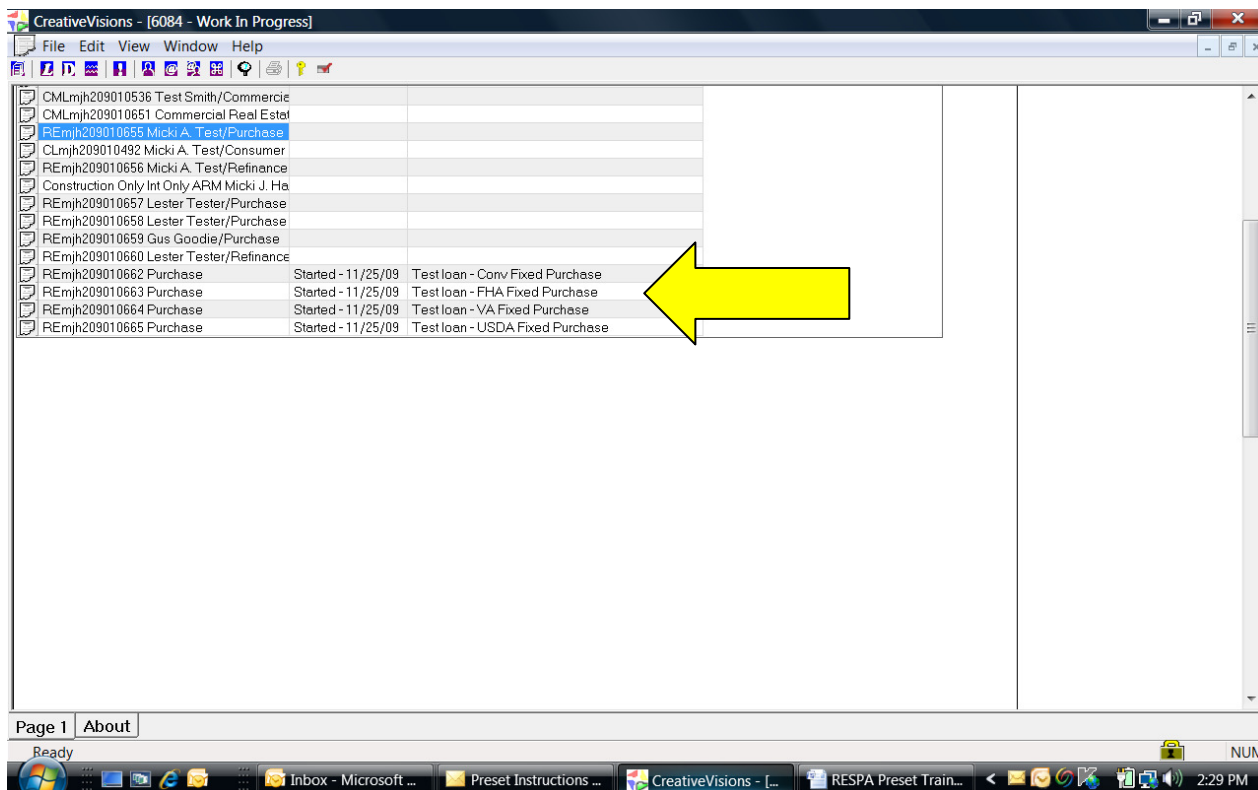 CreativeVisions - [6084 - Work In Progress]
File Edit View Window Help
CMLmjh209010536 Test Smith/Commercia
CMLmjh209010651 Commercial Real Estat
REmjh209010655 Micki A. Test/Purchase
CLmjh209010492 Micki A. Test/Consumer
REmjh209010656 Micki A. Test/Refinance
Construction Only Int Only ARM Micki J. Ha
REmjh209010657 Lester Tester/Purchase
REmjh209010658 Lester Tester/Purchase
REmjh209010659 Gus Goodie/Purchase
REmjh209010660 Lester Tester/Refinance
REmjh209010662 Purchase Started - 11/25/09 Test loan - Conv Fixed Purchase
REmjh209010663 Purchase Started - 11/25/09 Test loan - FHA Fixed Purchase
REmjh209010664 Purchase Started - 11/25/09 Test loan - VA Fixed Purchase
REmjh209010665 Purchase Started - 11/25/09 Test loan - USDA Fixed Purchase
Page 1 About
Ready NUM
Inbox - Microsoft ... Preset Instructions ... CreativeVisions - [... RESPA Preset Train... 2:29 PM